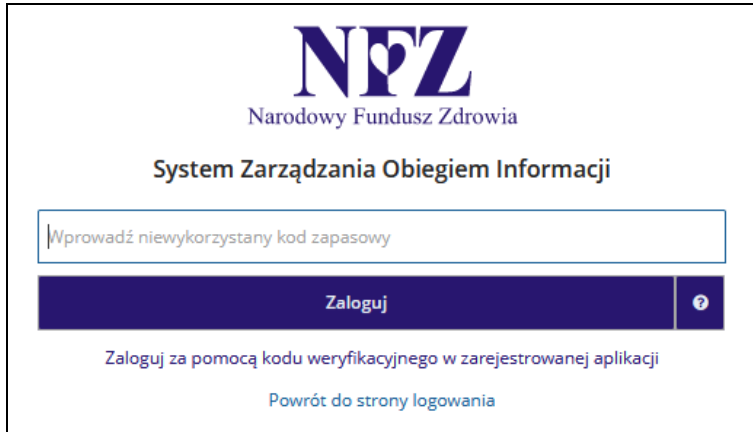 NFZ
Narodowy Fundusz Zdrowia
System Zarządzania Obiegiem Informacji
Wprowadź niewykorzystany kod zapasowy
Zaloguj ?
Zaloguj za pomocą kodu weryfikacyjnego w zarejestrowanej aplikacji
Powrót do strony logowania